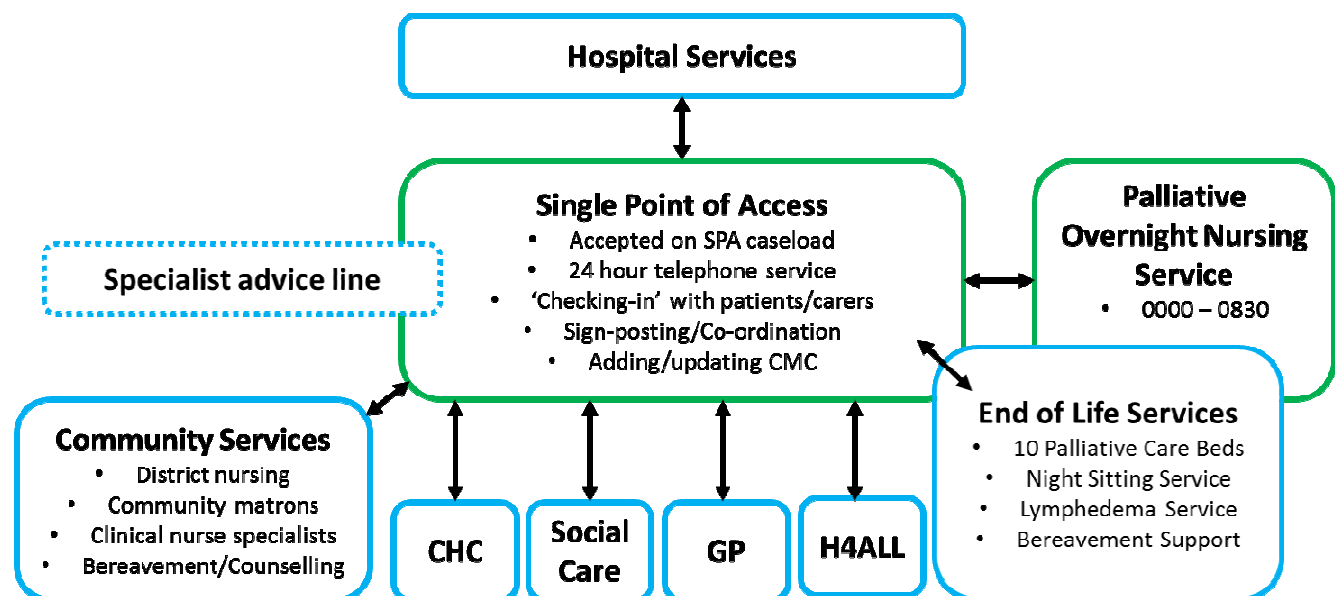 Hospital Services
Single Point of Access
• Accepted on SPA caseload
• 24 hour telephone service
• ‘Checking-in’ with patients/carers
• Sign-posting/Co-ordination
• Adding/updating CMC
Specialist advice line
Palliative
Overnight Nursing
Service
• 0000 – 0830
Community Services
• District nursing
• Community matrons
• Clinical nurse specialists
• Bereavement/Counselling
CHC
Social
Care
GP
H4ALL
End of Life Services
• 10 Palliative Care Beds
• Night Sitting Service
• Lymphedema Service
• Bereavement Support